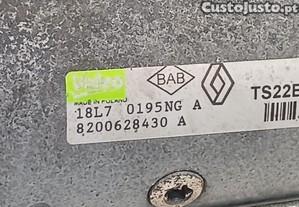 CustoJusto.pt
Valeo
BAB
TS22E
MADE IN POLAND
18L7 0195NG A
8200628430 A